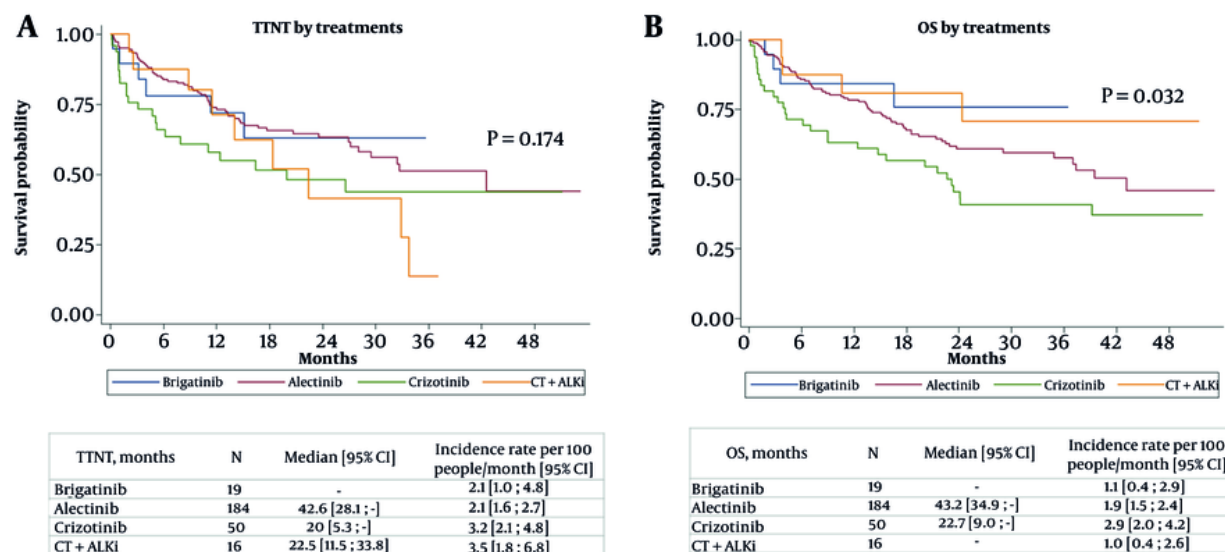 A
TTNT by treatments
1.00
0.75
0.50
0.25
0.00
Survival probability
P = 0.174
0 6 12 18 24 30 36 42 48
Months
Brigatinib Alectinib Crizotinib CT + ALKi
TTNT, months N Median [95% CI] Incidence rate per 100 people/month [95% CI]
Brigatinib 19 - 2.1 [1.0 ; 4.8]
Alectinib 184 42.6 [28.1 ; -] 2.1 [1.6 ; 2.7]
Crizotinib 50 20 [5.3 ; -] 3.2 [2.1 ; 4.8]
CT + ALKi 16 22.5 [11.5 ; 33.8] 3.5 [1.8 ; 6.8]
B
OS by treatments
1.00
0.75
0.50
0.25
0.00
Survival probability
P = 0.032
0 6 12 18 24 30 36 42 48
Months
Brigatinib Alectinib Crizotinib CT + ALKi
OS, months N Median [95% CI] Incidence rate per 100 people/month [95% CI]
Brigatinib 19 - 1.1 [0.4 ; 2.9]
Alectinib 184 43.2 [34.9 ; -] 1.9 [1.5 ; 2.4]
Crizotinib 50 22.7 [9.0 ; -] 2.9 [2.0 ; 4.2]
CT + ALKi 16 - 1.0 [0.4 ; 2.6]